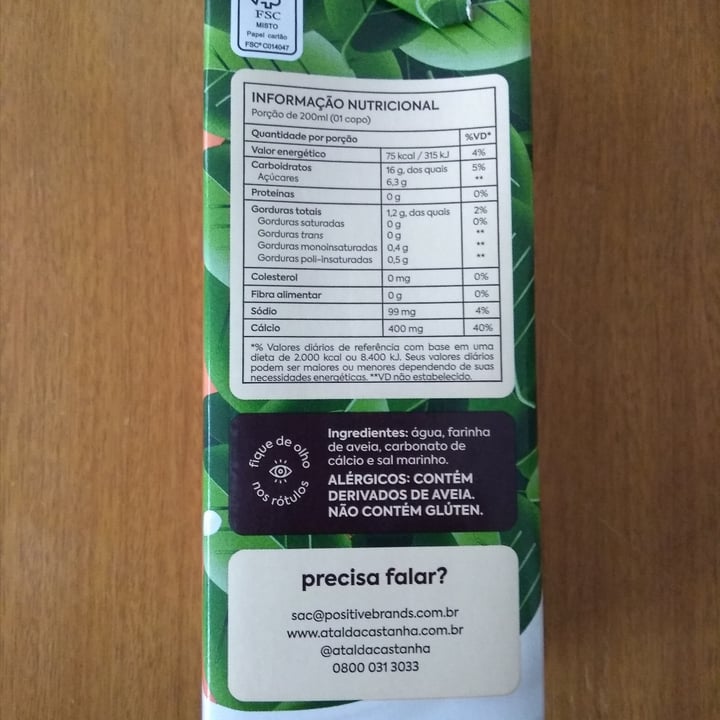 FSC
MISTO
Papel cartão
FSC® C014047
INFORMAÇÃO NUTRICIONAL
Porção de 200ml (01 copo)
Quantidade por porção %VD*
Valor energético 75 kcal / 315 kJ 4%
Carboidratos 16 g, dos quais 5%
Açúcares 6,3 g **
Proteínas 0 g 0%
Gorduras totais 1,2 g, das quais 2%
Gorduras saturadas 0 g 0%
Gorduras trans 0 g **
Gorduras monoinsaturadas 0,4 g **
Gorduras poli-insaturadas 0,5 g **
Colesterol 0 mg 0%
Fibra alimentar 0 g 0%
Sódio 99 mg 4%
Cálcio 400 mg 40%
*% Valores diários de referência com base em uma
dieta de 2.000 kcal ou 8.400 kJ. Seus valores diários
podem ser maiores ou menores dependendo de suas
necessidades energéticas. **VD não estabelecido.
fique de olho
nos rótulos
Ingredientes: água, farinha
de aveia, carbonato de
cálcio e sal marinho.
ALÉRGICOS: CONTÉM
DERIVADOS DE AVEIA.
NÃO CONTÉM GLÚTEN.
precisa falar?
sac@positivebrands.com.br
www.ataldacastanha.com.br
@ataldacastanha
0800 031 3033